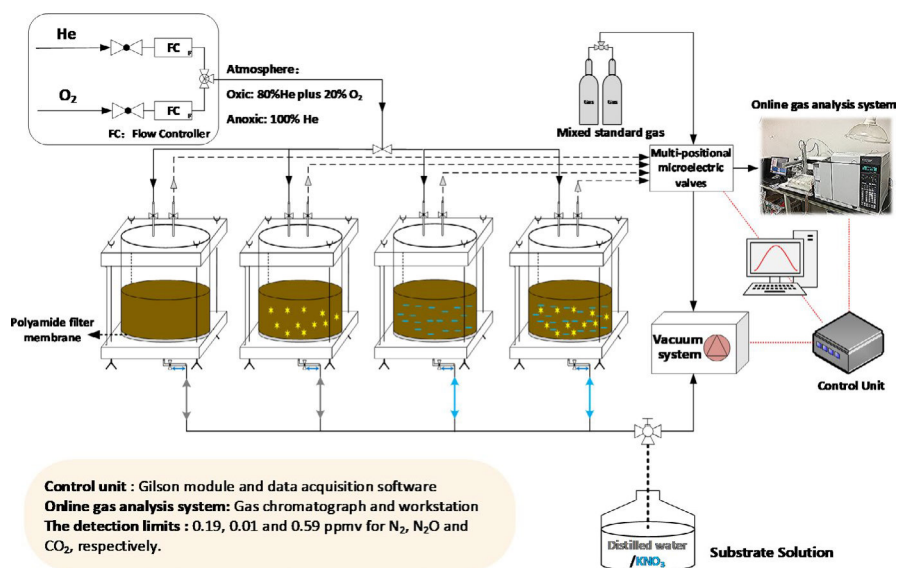 He
FC
Atmosphere：
Oxic: 80%He plus 20% O₂
Anoxic: 100% He
O₂
FC
FC: Flow Controller
Gas
Gas
Mixed standard gas
Online gas analysis system
Multi-positional
microelectric
valves
Polyamide filter
membrane
Vacuum
system
Control Unit
Control unit : Gilson module and data acquisition software
Online gas analysis system: Gas chromatograph and workstation
The detection limits : 0.19, 0.01 and 0.59 ppmv for N₂, N₂O and
CO₂, respectively.
Distilled water
/KNO₃
Substrate Solution